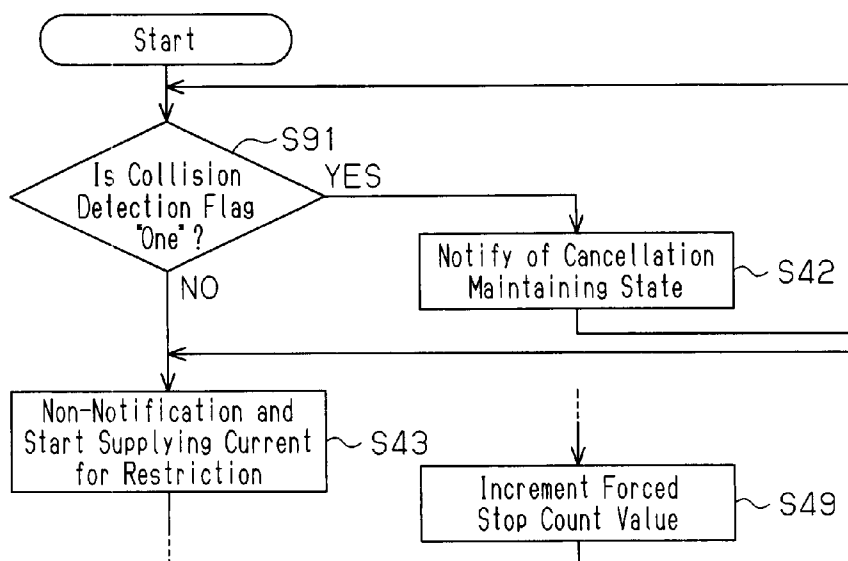 Start
S91
Is Collision
Detection Flag
"One"?
YES
NO
Notify of Cancellation
Maintaining State
S42
Non-Notification and
Start Supplying Current
for Restriction
S43
Increment Forced
Stop Count Value
S49